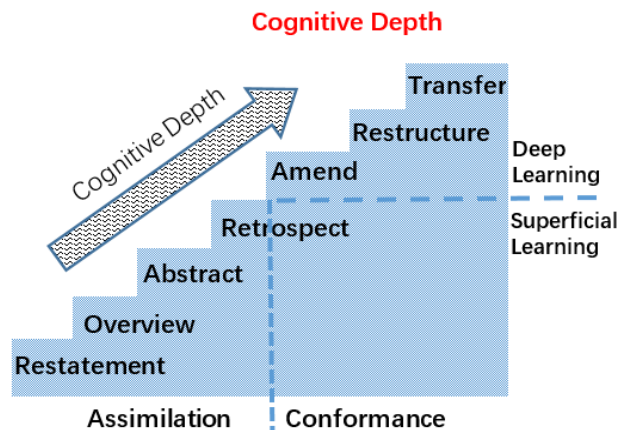 Cognitive Depth
Transfer
Cognitive Depth
Restructure
Deep
Learning
Amend
Superficial
Learning
Retrospect
Abstract
Overview
Restatement
Assimilation
Conformance